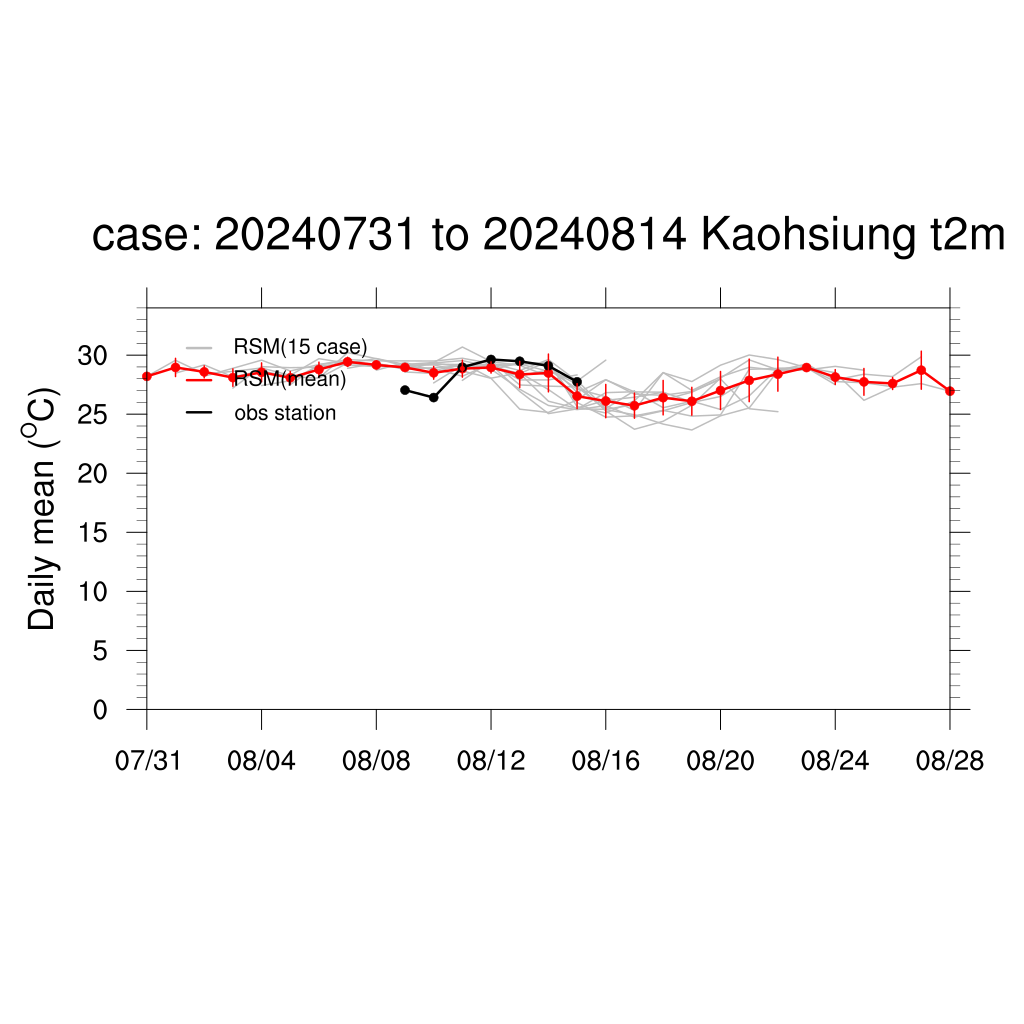 case: 20240731 to 20240814 Kaohsiung t2m
Daily mean (°C)
30
25
20
15
10
5
0
RSM(15 case)
RSM(mean)
obs station
07/31 08/04 08/08 08/12 08/16 08/20 08/24 08/28